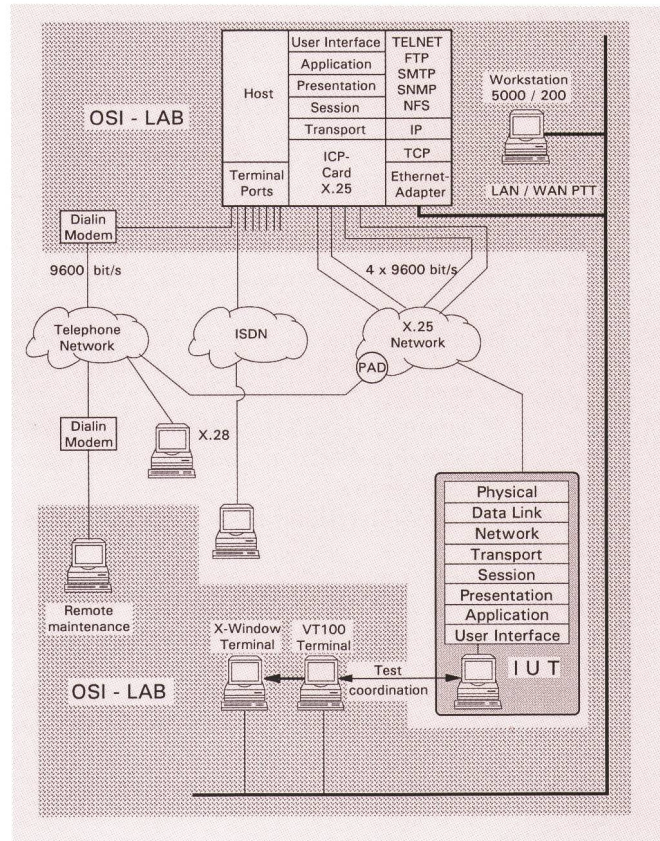 User Interface
Application
Presentation
Session
Transport
ICP-
Card
X.25
TELNET
FTP
SMTP
SNMP
NFS
IP
TCP
Ethernet-
Adapter
Host
Terminal
Ports
OSI - LAB
Workstation
5000 / 200
LAN / WAN PTT
Dialin
Modem
9600 bit/s
4 x 9600 bit/s
Telephone
Network
ISDN
X.25
Network
PAD
Dialin
Modem
X.28
Physical
Data Link
Network
Transport
Session
Presentation
Application
User Interface
I U T
Remote
maintenance
X-Window
Terminal
VT100
Terminal
Test
coordination
OSI - LAB